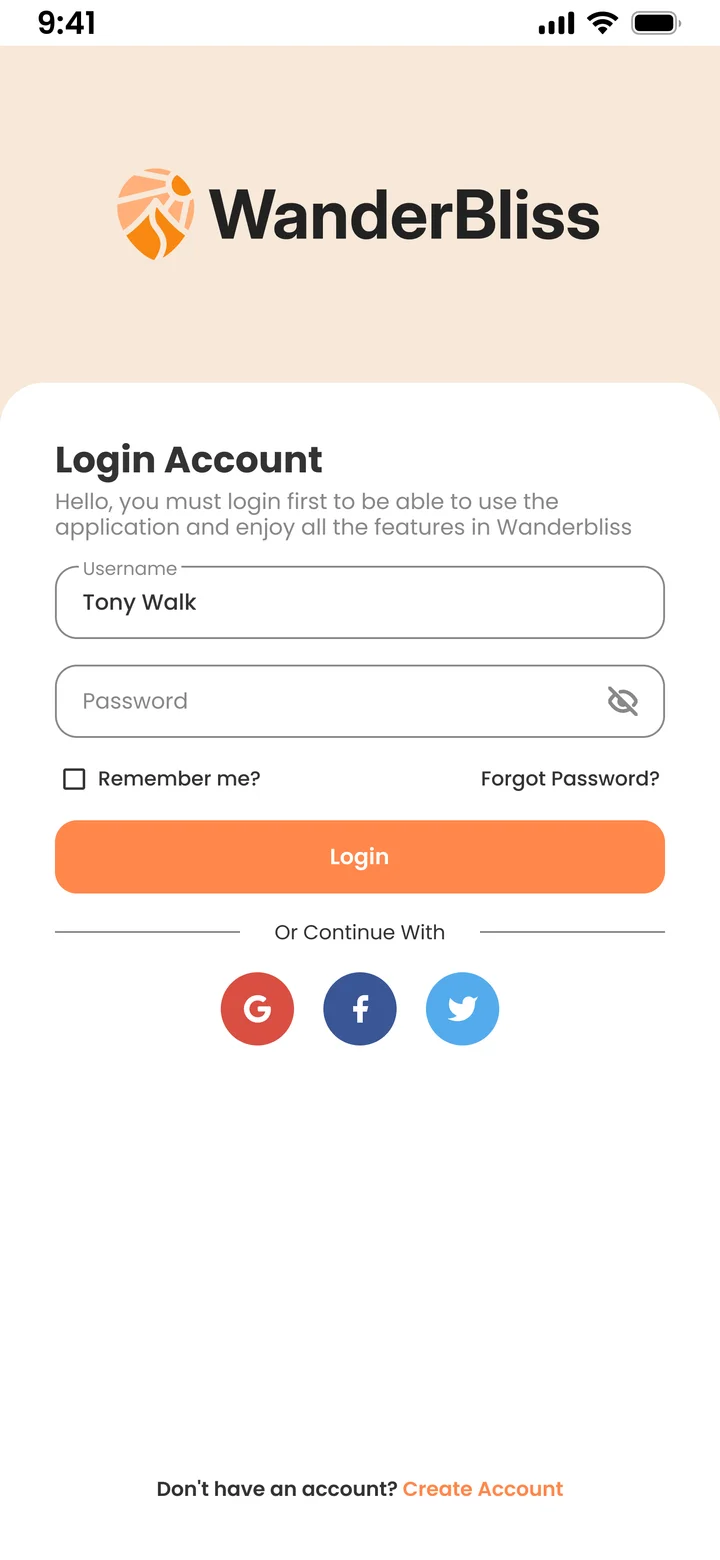 9:41
WanderBliss
Login Account
Hello, you must login first to be able to use the
application and enjoy all the features in Wanderbliss
Username
Tony Walk
Password
Remember me?
Forgot Password?
Login
Or Continue With
G
f
Don't have an account? Create Account